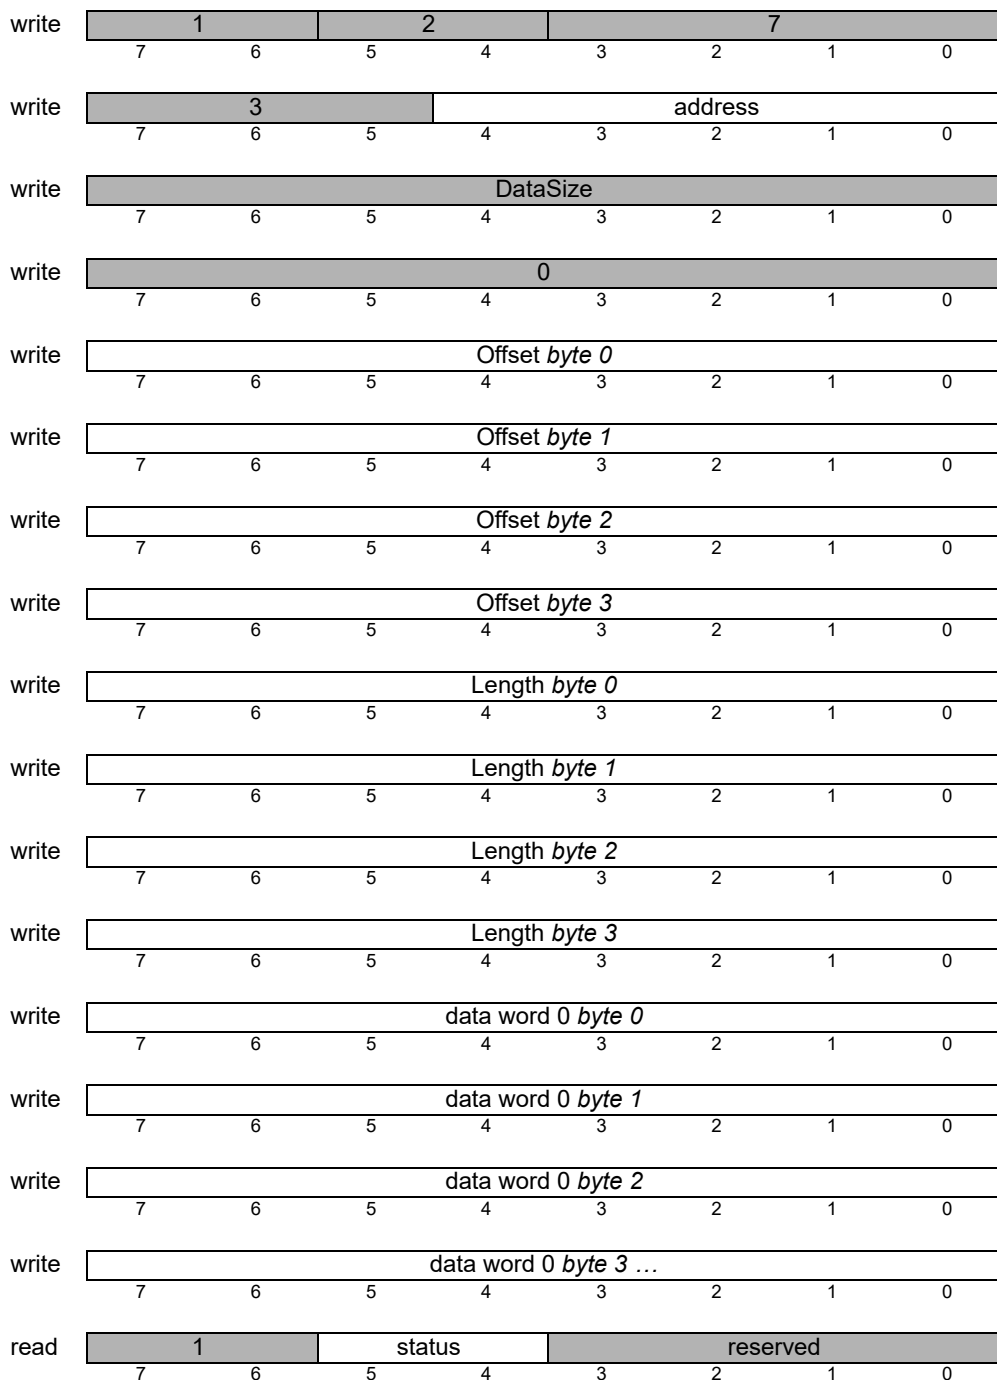 write 1 2 7
7 6 5 4 3 2 1 0
write 3 address
7 6 5 4 3 2 1 0
write DataSize
7 6 5 4 3 2 1 0
write 0
7 6 5 4 3 2 1 0
write Offset byte 0
7 6 5 4 3 2 1 0
write Offset byte 1
7 6 5 4 3 2 1 0
write Offset byte 2
7 6 5 4 3 2 1 0
write Offset byte 3
7 6 5 4 3 2 1 0
write Length byte 0
7 6 5 4 3 2 1 0
write Length byte 1
7 6 5 4 3 2 1 0
write Length byte 2
7 6 5 4 3 2 1 0
write Length byte 3
7 6 5 4 3 2 1 0
write data word 0 byte 0
7 6 5 4 3 2 1 0
write data word 0 byte 1
7 6 5 4 3 2 1 0
write data word 0 byte 2
7 6 5 4 3 2 1 0
write data word 0 byte 3 …
7 6 5 4 3 2 1 0
read 1 status reserved
7 6 5 4 3 2 1 0